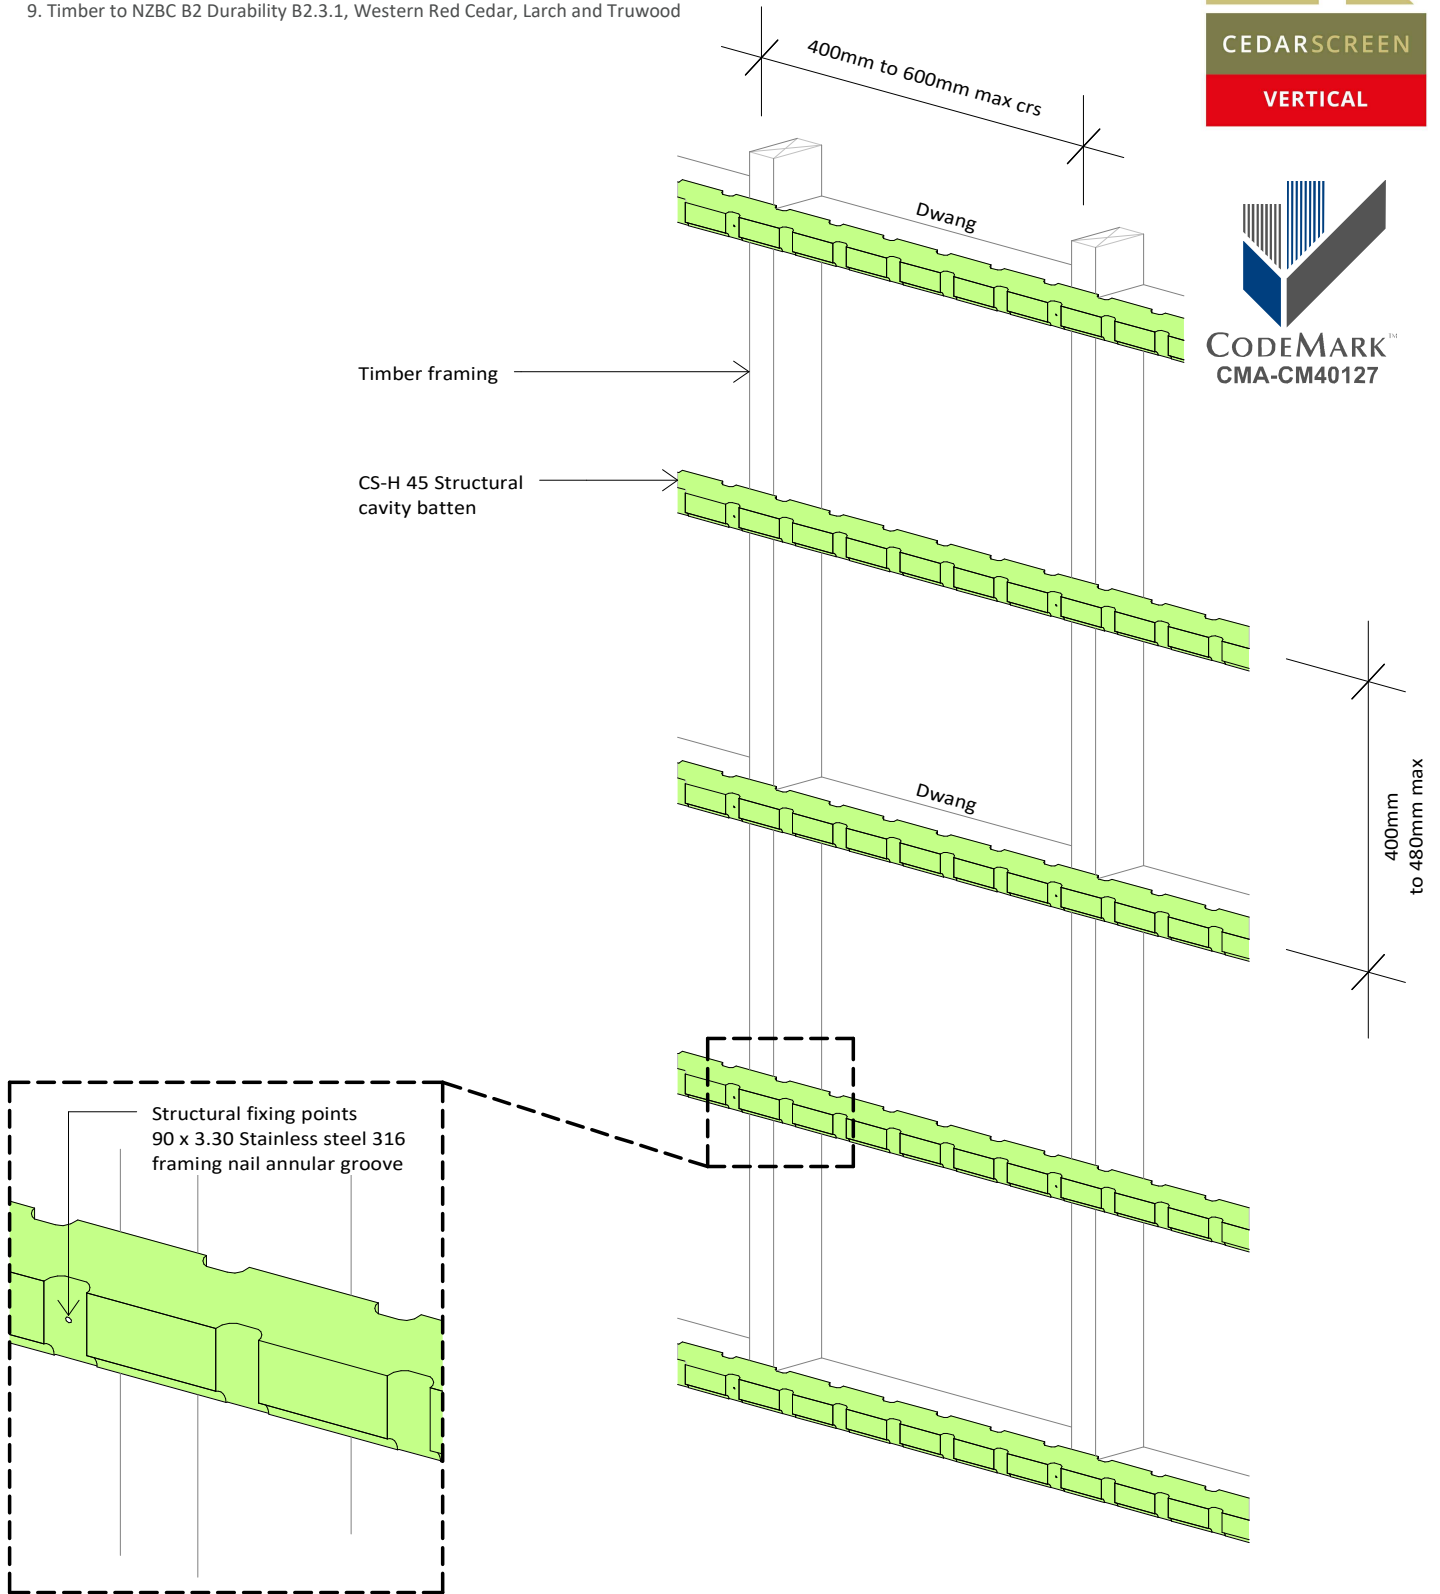 9. Timber to NZBC B2 Durability B2.3.1, Western Red Cedar, Larch and Truwood
CEDARSCREEN
VERTICAL
400mm to 600mm max crs
Dwang
CODEMARK™
CMA-CM40127
Timber framing
CS-H 45 Structural
cavity batten
Dwang
400mm
to 480mm max
Structural fixing points
90 x 3.30 Stainless steel 316
framing nail annular groove